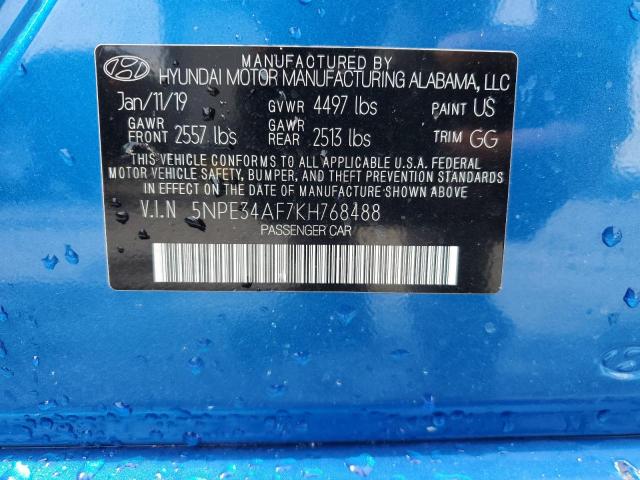 MANUFACTURED BY
HYUNDAI MOTOR MANUFACTURING ALABAMA, LLC
Jan/11/19 GVWR 4497 lbs PAINT US
GAWR FRONT 2557 lbs GAWR REAR 2513 lbs TRIM GG
THIS VEHICLE CONFORMS TO ALL APPLICABLE U.S.A. FEDERAL
MOTOR VEHICLE SAFETY, BUMPER, AND THEFT PREVENTION
STANDARDS IN EFFECT ON THE DATE OF MANUFACTURE SHOWN ABOVE.
V.I.N 5NPE34AF7KH768488
PASSENGER CAR